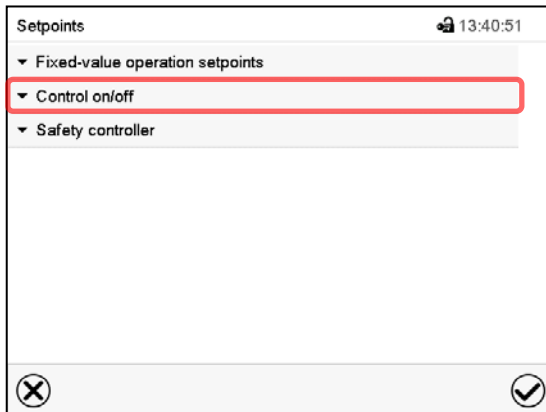 Setpoints 13:40:51
Fixed-value operation setpoints
Control on/off
Safety controller